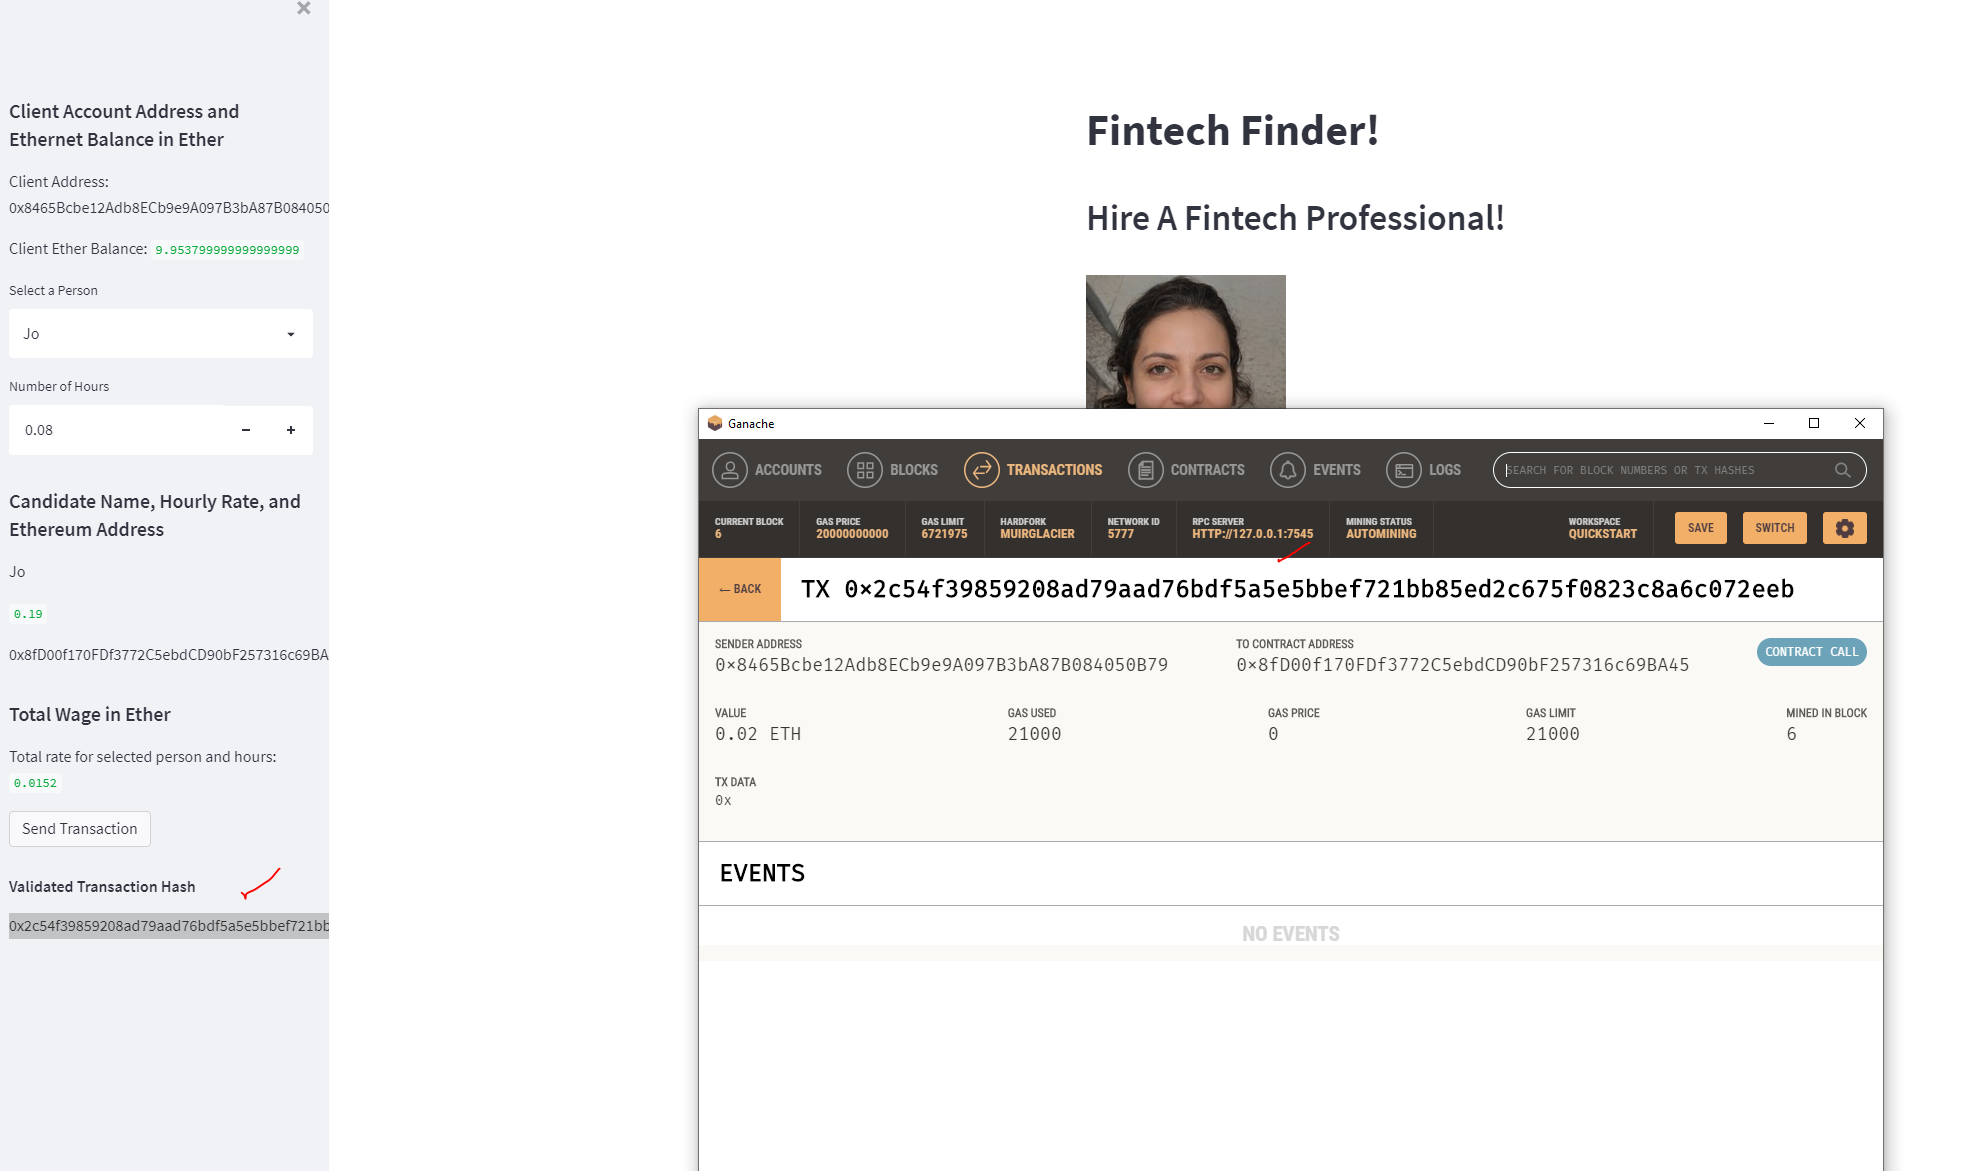 Client Account Address and
Ethernet Balance in Ether
Client Address:
0x8465Bcbe12Adb8ECb9e9A097B3bA87B084050
Client Ether Balance: 9.953799999999999999
Select a Person
Jo
Number of Hours
0.08
Candidate Name, Hourly Rate, and
Ethereum Address
Jo
0.19
0x8fD00f170FDf3772C5ebdCD90bF257316c69BA
Total Wage in Ether
Total rate for selected person and hours:
0.0152
Send Transaction
Validated Transaction Hash
0x2c54f39859208ad79aad76bdf5a5e5bbef721bb
Fintech Finder!
Hire A Fintech Professional!
Ganache
ACCOUNTS BLOCKS TRANSACTIONS CONTRACTS EVENTS LOGS SEARCH FOR BLOCK NUMBERS OR TX HASHES
CURRENT BLOCK GAS PRICE GAS LIMIT HARDFORK NETWORK ID RPC SERVER MINING STATUS WORKSPACE
6 20000000000 6721975 MUIRGLACIER 5777 HTTP://127.0.0.1:7545 AUTOMINING QUICKSTART SAVE SWITCH
← BACK TX 0×2c54f39859208ad79aad76bdf5a5e5bbef721bb85ed2c675f0823c8a6c072eeb
SENDER ADDRESS TO CONTRACT ADDRESS
0×8465Bcbe12Adb8ECb9e9A097B3bA87B084050B79 0×8fD00f170FDf3772C5ebdCD90bF257316c69BA45 CONTRACT CALL
VALUE GAS USED GAS PRICE GAS LIMIT MINED IN BLOCK
0.02 ETH 21000 0 21000 6
TX DATA
0x
EVENTS
NO EVENTS